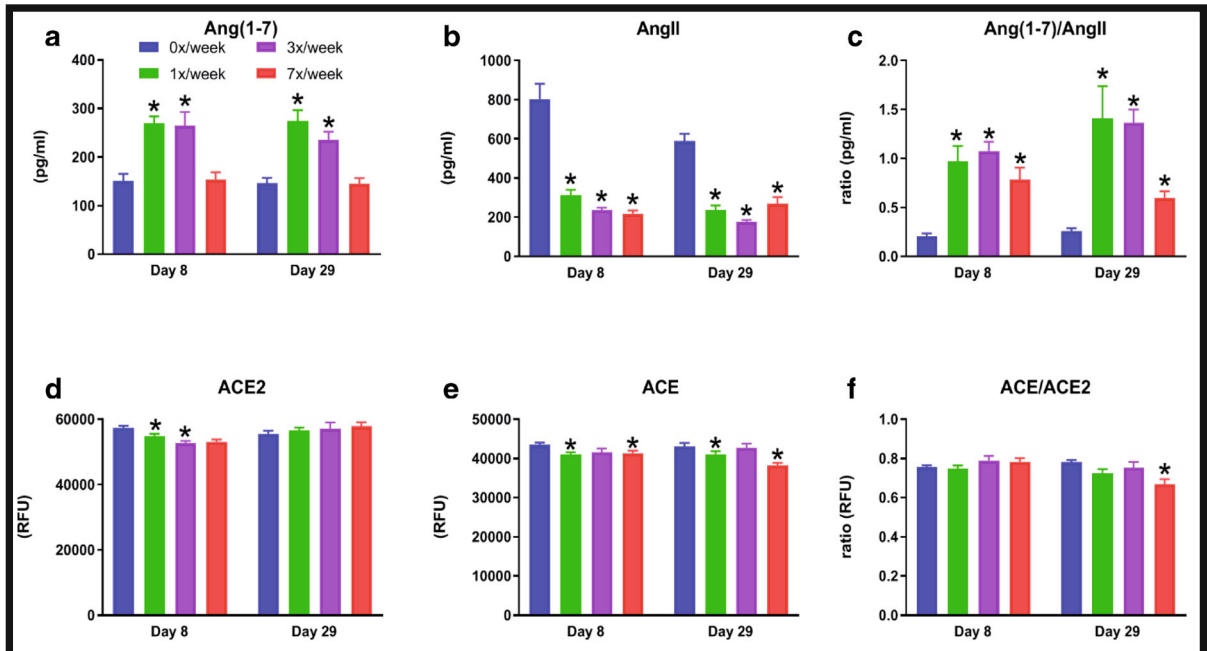 a
Ang(1-7)
0x/week 3x/week
1x/week 7x/week
400
300
200
100
0
(pg/ml)
* * * *
Day 8 Day 29
b
AngII
1000
800
600
400
200
0
(pg/ml)
* * * * * *
Day 8 Day 29
c
Ang(1-7)/AngII
2.0
1.5
1.0
0.5
0.0
ratio (pg/ml)
* * * * * *
Day 8 Day 29
d
ACE2
60000
40000
20000
0
(RFU)
* *
Day 8 Day 29
e
ACE
50000
40000
30000
20000
10000
0
(RFU)
* * * *
Day 8 Day 29
f
ACE/ACE2
1.0
0.8
0.6
0.4
0.2
0.0
ratio (RFU)
*
Day 8 Day 29